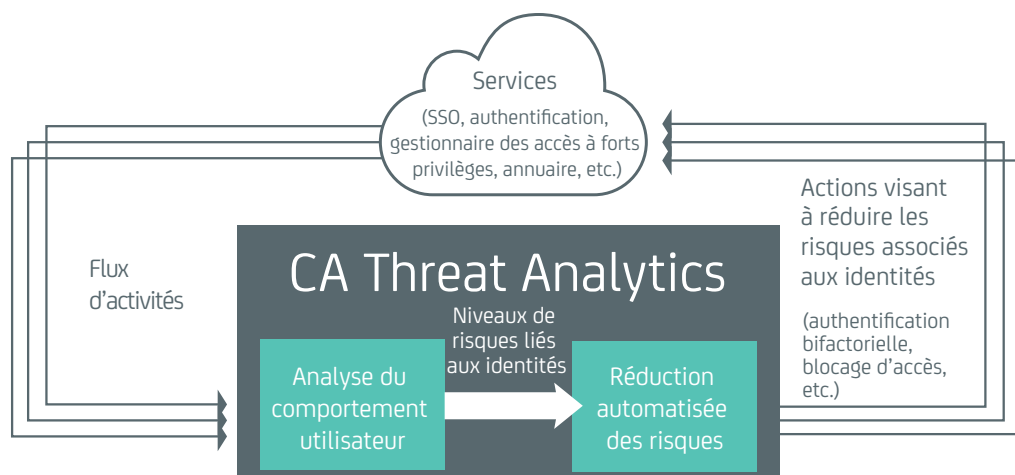 Services
(SSO, authentification,
gestionnaire des accès à forts
privilèges, annuaire, etc.)
Flux
d'activités
CA Threat Analytics
Niveaux de
risques liés
aux identités
Analyse du
comportement
utilisateur
Réduction
automatisée
des risques
Actions visant
à réduire les
risques associés
aux identités
(authentification
bifactorielle,
blocage d'accès,
etc.)